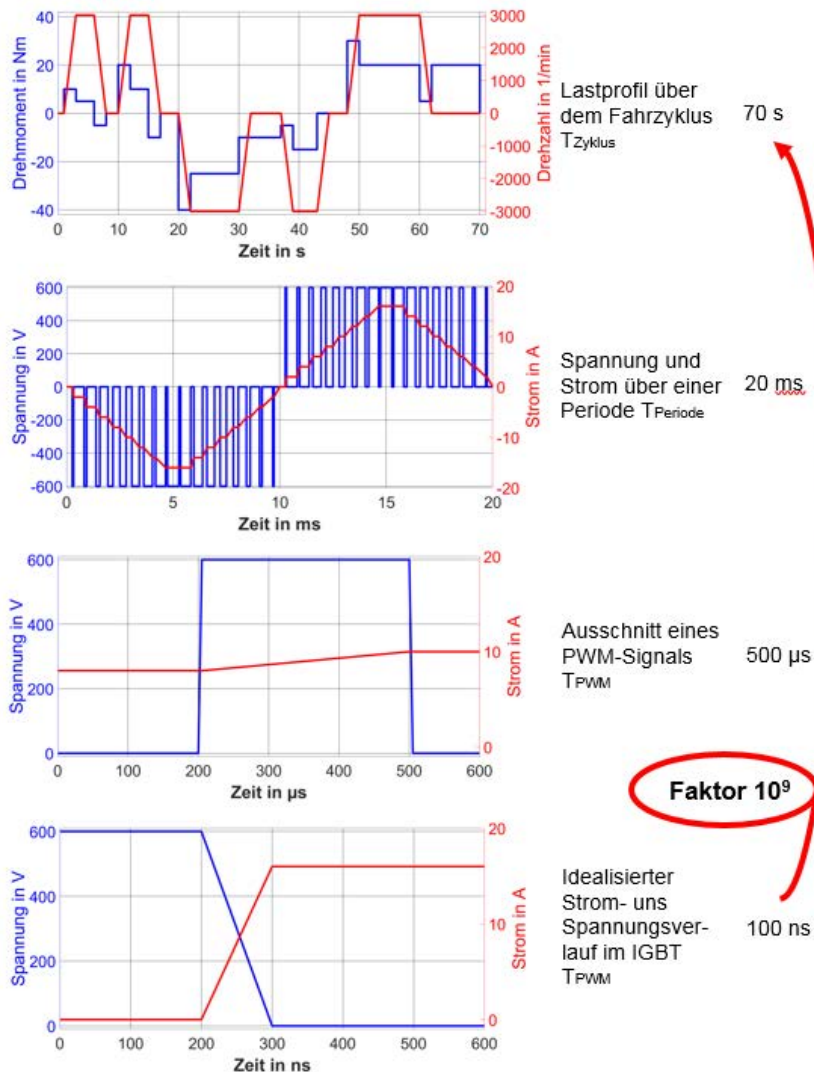 40
20
0
-20
-40
Drehmoment in Nm
3000
2000
1000
0
-1000
-2000
-3000
Drehzahl in 1/min
0 10 20 30 40 50 60 70
Zeit in s
Lastprofil über
dem Fahrzyklus
TZyklus
70 s
600
400
200
0
-200
-400
-600
Spannung in V
20
10
0
-10
-20
Strom in A
0 5 10 15 20
Zeit in ms
Spannung und
Strom über einer
Periode TPeriode
20 ms
600
400
200
0
Spannung in V
20
10
0
Strom in A
0 100 200 300 400 500 600
Zeit in µs
Ausschnitt eines
PWM-Signals
TPWM
500 µs
Faktor 10⁹
600
400
200
0
Spannung in V
20
10
0
Strom in A
0 100 200 300 400 500 600
Zeit in ns
Idealisierter
Strom- uns
Spannungsver-
lauf im IGBT
TPWM
100 ns